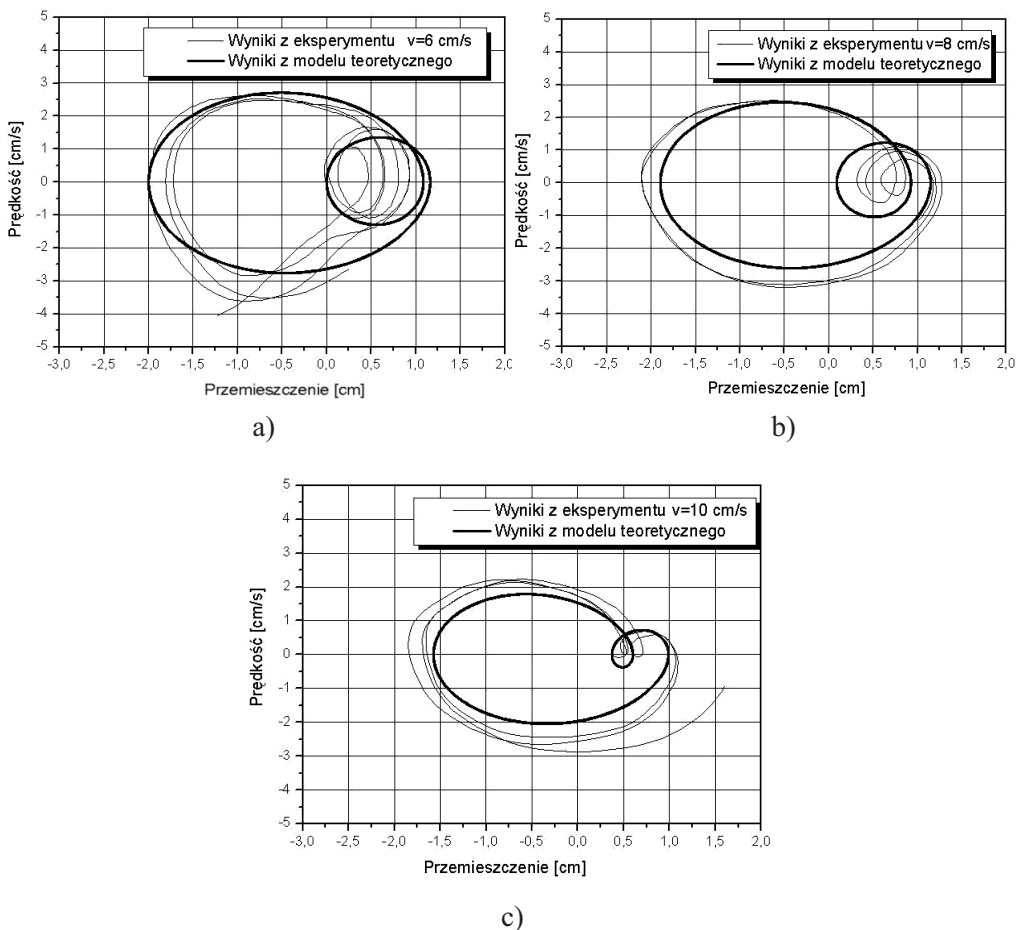 5
4
3
2
1
0
-1
-2
-3
-4
-5
Prędkość [cm/s]
Wyniki z eksperymentu v=6 cm/s
Wyniki z modelu teoretycznego
-3,0 -2,5 -2,0 -1,5 -1,0 -0,5 0,0 0,5 1,0 1,5 2,0
Przemieszczenie [cm]
a)
5
4
3
2
1
0
-1
-2
-3
-4
-5
Prędkość [cm/s]
Wyniki z eksperymentu v=8 cm/s
Wyniki z modelu teoretycznego
-3,0 -2,5 -2,0 -1,5 -1,0 -0,5 0,0 0,5 1,0 1,5 2,0
Przemieszczenie [cm]
b)
5
4
3
2
1
0
-1
-2
-3
-4
-5
Prędkość [cm/s]
Wyniki z eksperymentu v=10 cm/s
Wyniki z modelu teoretycznego
-3,0 -2,5 -2,0 -1,5 -1,0 -0,5 0,0 0,5 1,0 1,5 2,0
Przemieszczenie [cm]
c)